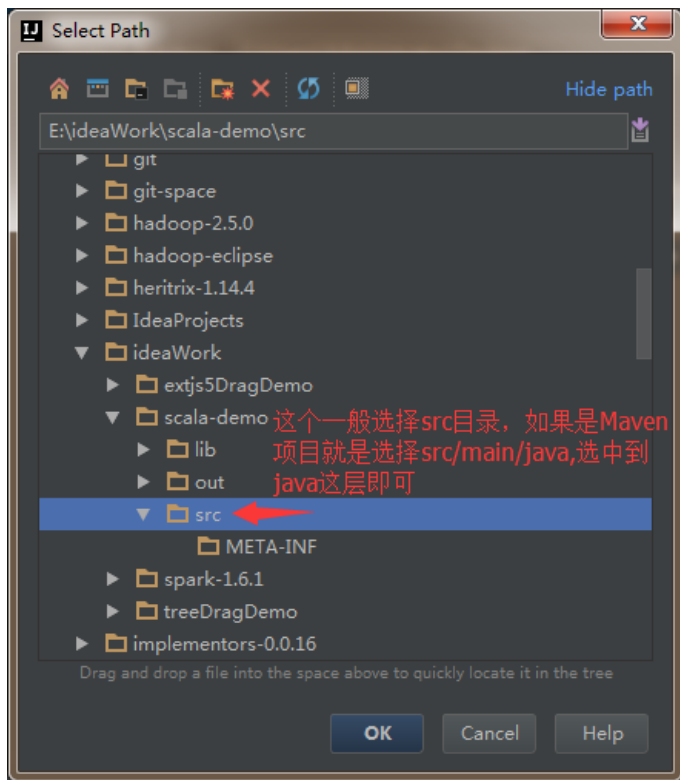 Select Path
Hide path
E:\ideaWork\scala-demo\src
git
git-space
hadoop-2.5.0
hadoop-eclipse
heritrix-1.14.4
IdeaProjects
ideaWork
extjs5DragDemo
scala-demo
这个一般选择src目录，如果是Maven
项目就是选择src/main/java,选中到
java这层即可
lib
out
src
META-INF
spark-1.6.1
treeDragDemo
implementors-0.0.16
Drag and drop a file into the space above to quickly locate it in the tree
OK
Cancel
Help